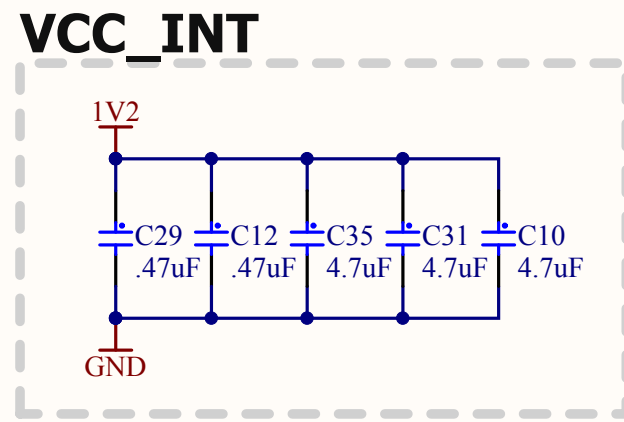 VCC_INT
1V2
C29 C12 C35 C31 C10
.47uF .47uF 4.7uF 4.7uF 4.7uF
GND